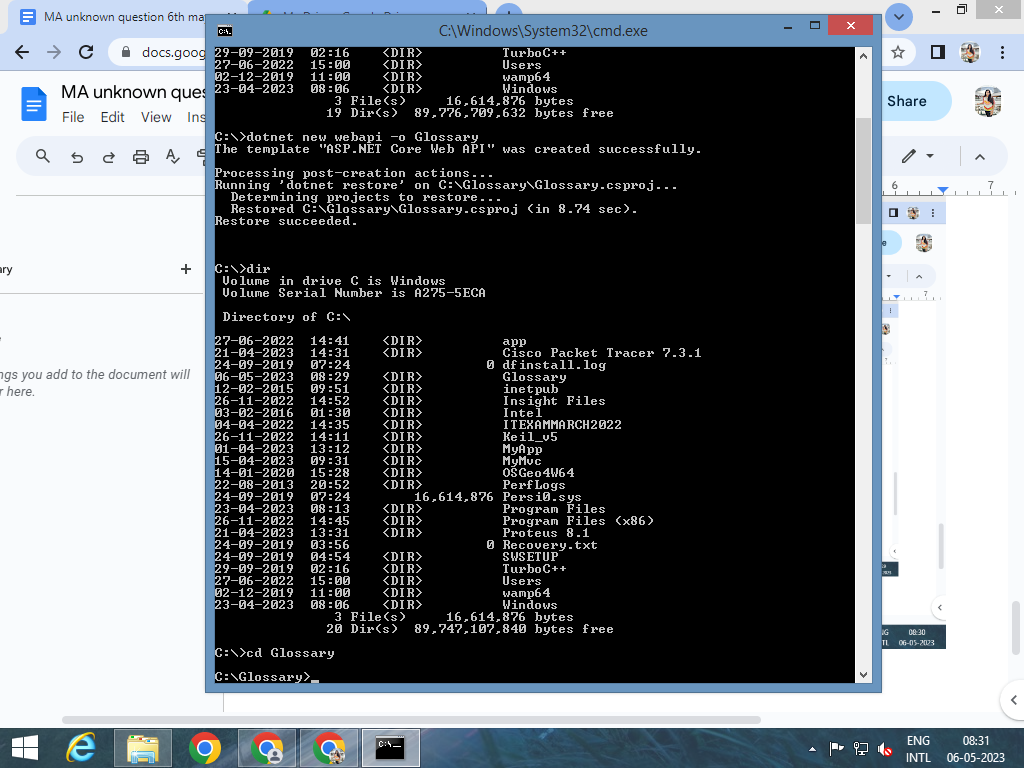 MA unknown question 6th ma
C:\Windows\System32\cmd.exe
docs.goog
MA unknown ques
File Edit View Ins
Share
6 7
ary
ngs you add to the document will
r here.
29-09-2019 02:16 <DIR> TurboC++
27-06-2022 15:00 <DIR> Users
02-12-2019 11:00 <DIR> wamp64
23-04-2023 08:06 <DIR> Windows
3 File(s) 16,614,876 bytes
19 Dir(s) 89,776,709,632 bytes free
C:\>dotnet new webapi -o Glossary
The template "ASP.NET Core Web API" was created successfully.
Processing post-creation actions...
Running 'dotnet restore' on C:\Glossary\Glossary.csproj...
Determining projects to restore...
Restored C:\Glossary\Glossary.csproj (in 8.74 sec).
Restore succeeded.
C:\>dir
Volume in drive C is Windows
Volume Serial Number is A275-5ECA
Directory of C:\
27-06-2022 14:41 <DIR> app
21-04-2023 14:31 <DIR> Cisco Packet Tracer 7.3.1
24-09-2019 07:24 0 dfinstall.log
06-05-2023 08:29 <DIR> Glossary
12-02-2015 09:51 <DIR> inetpub
26-11-2022 14:52 <DIR> Insight Files
03-02-2016 01:30 <DIR> Intel
04-04-2022 14:35 <DIR> ITEXAMMARCH2022
26-11-2022 14:11 <DIR> Keil_v5
01-04-2023 13:12 <DIR> MyApp
15-04-2023 09:31 <DIR> MyMvc
14-01-2020 15:28 <DIR> OSGeo4W64
22-08-2013 20:52 <DIR> PerfLogs
24-09-2019 07:24 16,614,876 Persi0.sys
23-04-2023 08:13 <DIR> Program Files
26-11-2022 14:45 <DIR> Program Files (x86)
21-04-2023 13:31 <DIR> Proteus 8.1
24-09-2019 03:56 0 Recovery.txt
24-09-2019 04:54 <DIR> SWSETUP
29-09-2019 02:16 <DIR> TurboC++
27-06-2022 15:00 <DIR> Users
02-12-2019 11:00 <DIR> wamp64
23-04-2023 08:06 <DIR> Windows
3 File(s) 16,614,876 bytes
20 Dir(s) 89,747,107,840 bytes free
C:\>cd Glossary
C:\Glossary>_
7
NG 08:30
TL 06-05-2023
ENG 08:31
INTL 06-05-2023